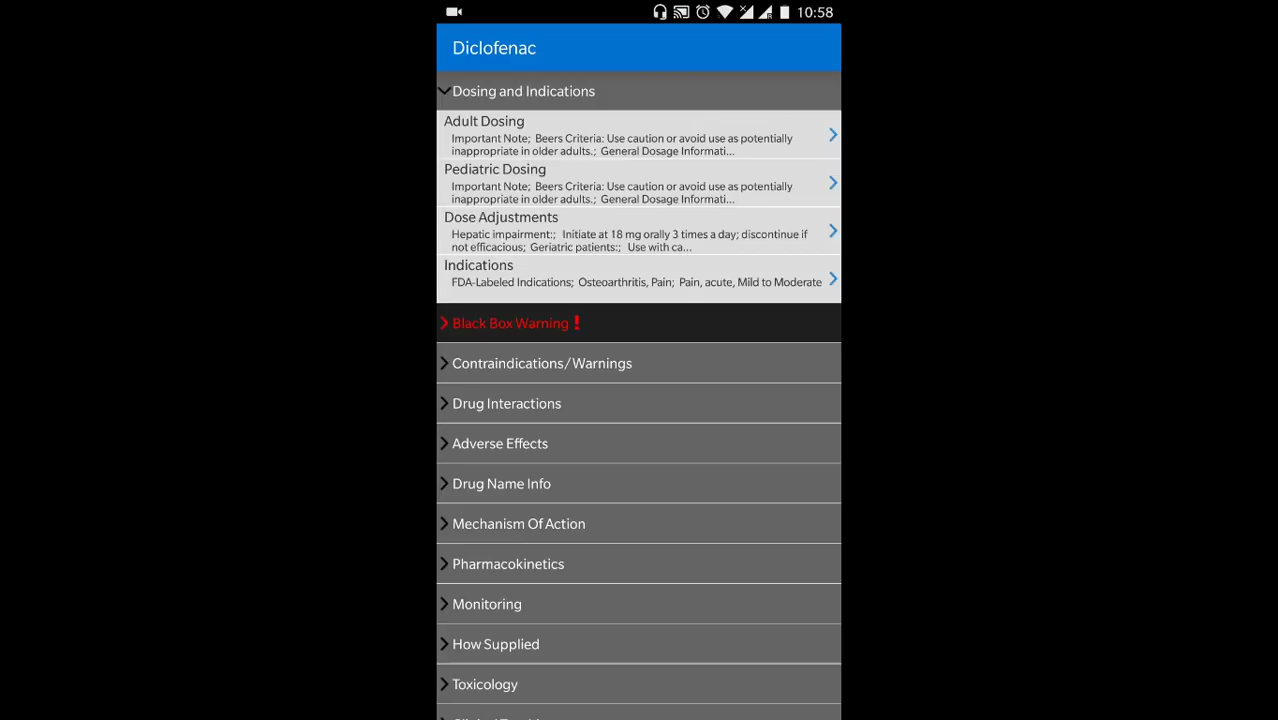 10:58
Diclofenac
Dosing and Indications
Adult Dosing
Important Note; Beers Criteria: Use caution or avoid use as potentially
inappropriate in older adults.; General Dosage Informati...
Pediatric Dosing
Important Note; Beers Criteria: Use caution or avoid use as potentially
inappropriate in older adults.; General Dosage Informati...
Dose Adjustments
Hepatic impairment:; Initiate at 18 mg orally 3 times a day; discontinue if
not efficacious; Geriatric patients:; Use with ca...
Indications
FDA-Labeled Indications; Osteoarthritis, Pain; Pain, acute, Mild to Moderate
Black Box Warning !
Contraindications/Warnings
Drug Interactions
Adverse Effects
Drug Name Info
Mechanism Of Action
Pharmacokinetics
Monitoring
How Supplied
Toxicology